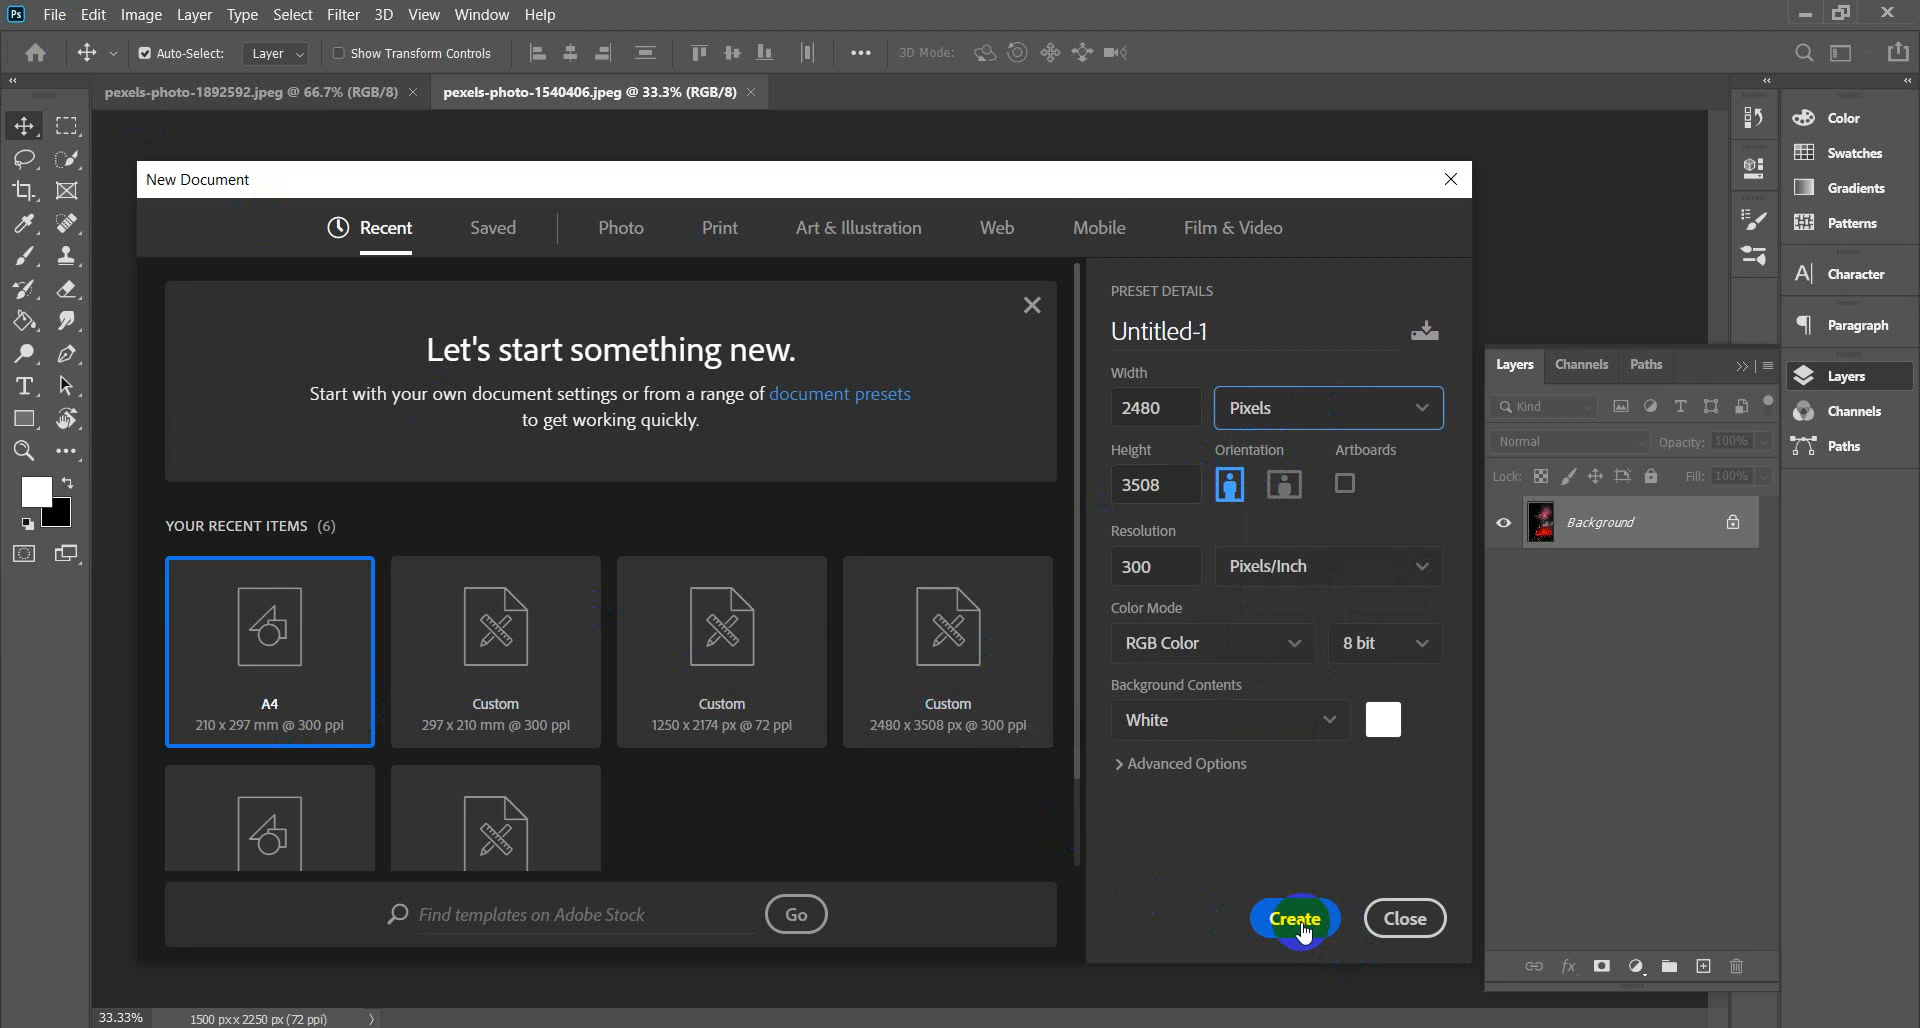 Ps File Edit Image Layer Type Select Filter 3D View Window Help
Auto-Select: Layer Show Transform Controls 3D Mode:
pexels-photo-1892592.jpeg @ 66.7% (RGB/8) pexels-photo-1540406.jpeg @ 33.3% (RGB/8)
New Document
Recent Saved Photo Print Art & Illustration Web Mobile Film & Video
Let's start something new.
Start with your own document settings or from a range of document presets
to get working quickly.
YOUR RECENT ITEMS (6)
A4
210 x 297 mm @ 300 ppi
Custom
297 x 210 mm @ 300 ppi
Custom
1250 x 2174 px @ 72 ppi
Custom
2480 x 3508 px @ 300 ppi
Find templates on Adobe Stock Go
PRESET DETAILS
Untitled-1
Width
2480 Pixels
Height Orientation Artboards
3508
Resolution
300 Pixels/Inch
Color Mode
RGB Color 8 bit
Background Contents
White
Advanced Options
Create Close
Layers Channels Paths
Kind
Normal Opacity: 100%
Lock: Fill: 100%
Background
Color
Swatches
Gradients
Patterns
Character
Paragraph
Layers
Channels
Paths
33.33% 1500 px x 2250 px (72 ppi)